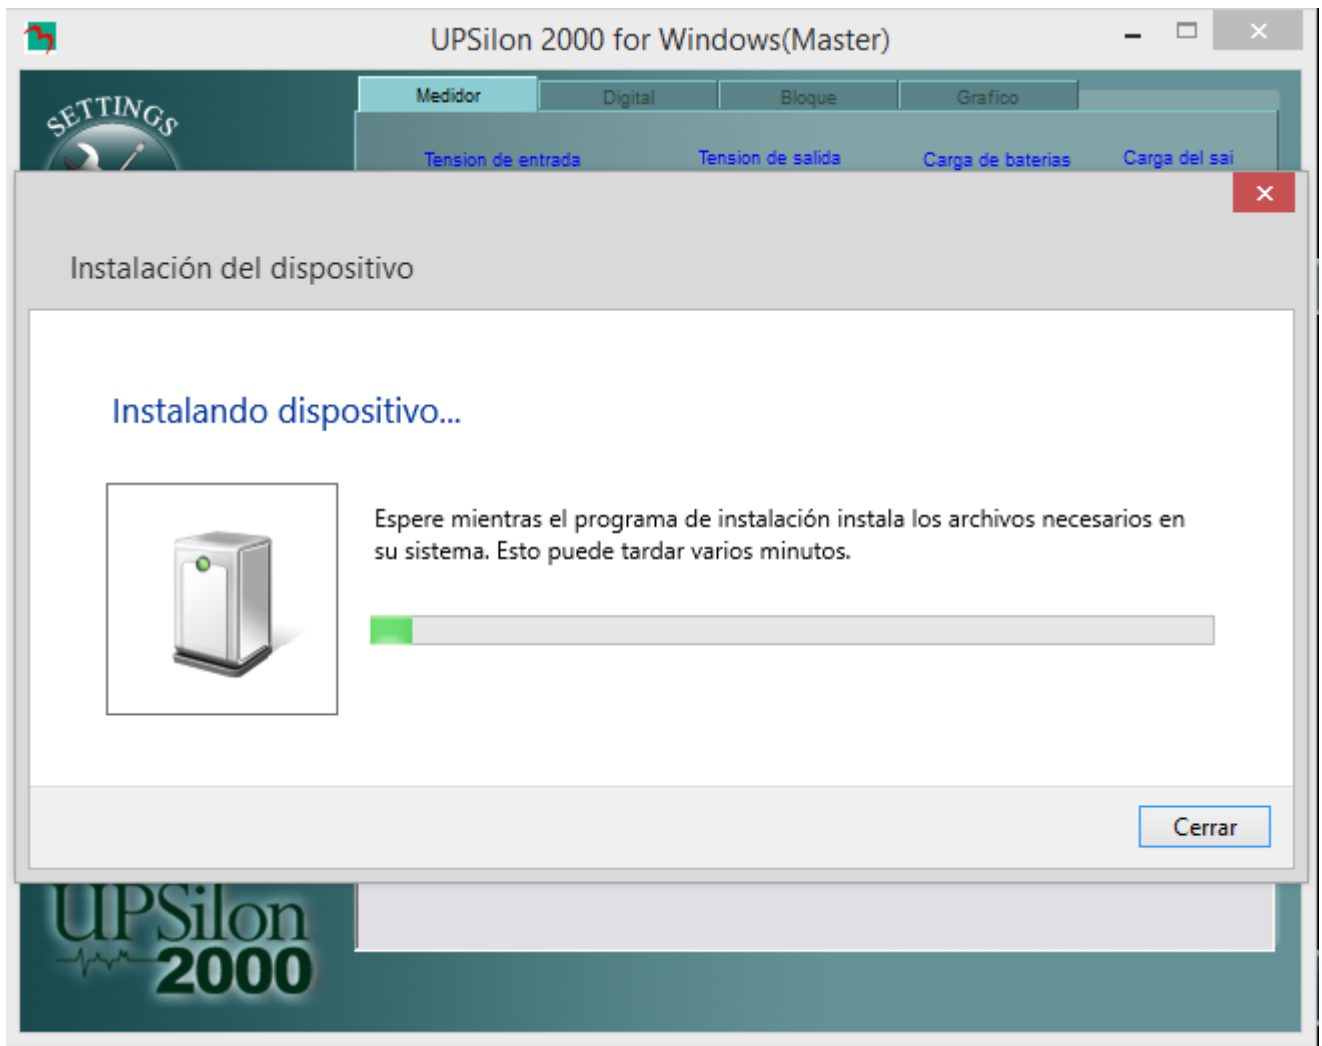 UPSilon 2000 for Windows(Master)
SETTINGS
Medidor Digital Bloque Grafico
Tension de entrada Tension de salida Carga de baterias Carga del sai
Instalación del dispositivo
Instalando dispositivo...
Espere mientras el programa de instalación instala los archivos necesarios en
su sistema. Esto puede tardar varios minutos.
Cerrar
UPSilon
2000